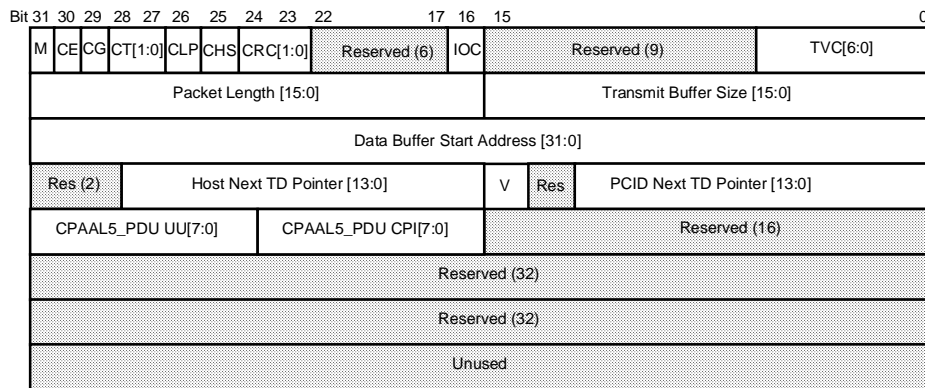 Bit 31 30 29 28 27 26 25 24 23 22 17 16 15 0
M CE CG CT[1:0] CLP CHS CRC[1:0] Reserved (6) IOC Reserved (9) TVC[6:0]
Packet Length [15:0] Transmit Buffer Size [15:0]
Data Buffer Start Address [31:0]
Res (2) Host Next TD Pointer [13:0] V Res PCID Next TD Pointer [13:0]
CPAAL5_PDU UU[7:0] CPAAL5_PDU CPI[7:0] Reserved (16)
Reserved (32)
Reserved (32)
Unused